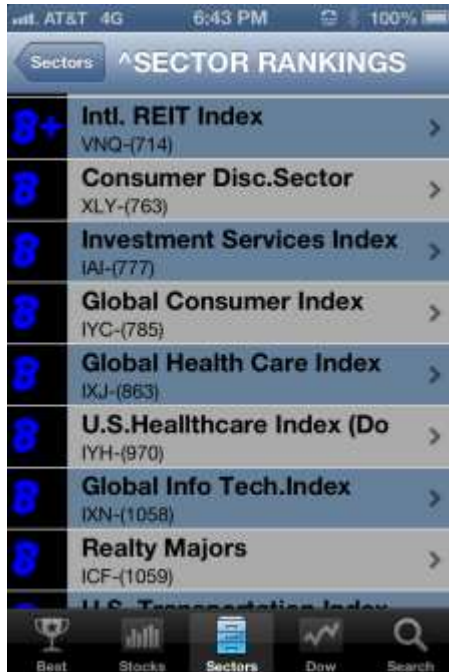 AT&T 4G 6:43 PM 100%
Sectors ^SECTOR RANKINGS
8+ Intl. REIT Index
VNQ-(714)
8 Consumer Disc.Sector
XLY-(763)
8 Investment Services Index
IAI-(777)
8 Global Consumer Index
IYC-(785)
8 Global Health Care Index
IXJ-(863)
8 U.S.Heallthcare Index (Do
IYH-(970)
8 Global Info Tech.Index
IXN-(1058)
8 Realty Majors
ICF-(1059)
U.S. Transportation Index
Best Stocks Sectors Dow Search